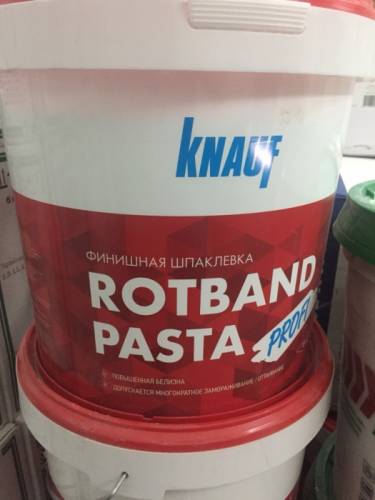 KNAUF
ФИНИШНАЯ ШПАКЛЕВКА
ROTBAND
PASTA
PROFI
ПОВЫШЕННАЯ БЕЛИЗНА
ДОПУСКАЕТСЯ МНОГОКРАТНОЕ ЗАМОРАЖИВАНИЕ / ОТТАИВАНИЕ